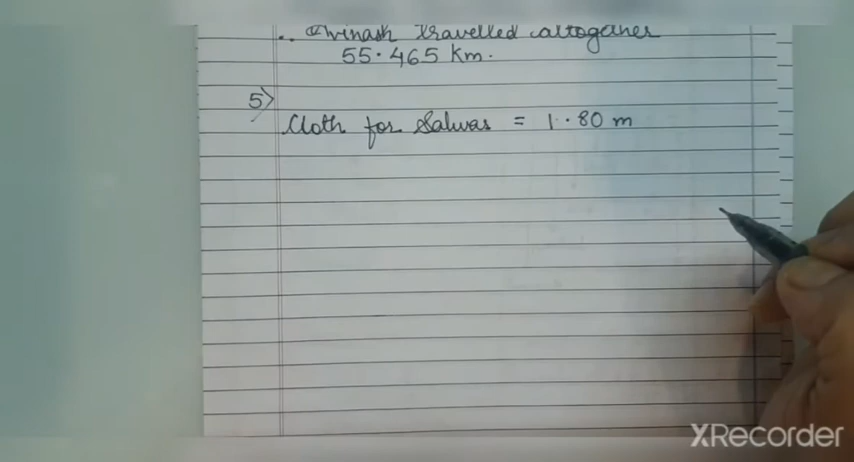 ∴ Avinash travelled altogether
55.465 Km.
5)
Cloth for Salwar = 1.80 m
XRecorder